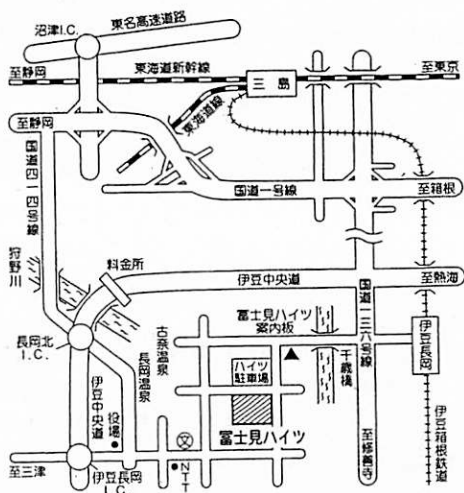 沼津I.C.
東名高速道路
至静岡
東海道新幹線
三島
至東京
至静岡
東海道線
国道四一四号線
国道一号線
至箱根
狩野川
料金所
伊豆中央道
至熱海
長岡北
I.C.
古奈温泉
富士見ハイツ
案内板
国道一三六号線
伊豆長岡
長岡温泉
ハイツ
駐車場
千歳橋
伊豆中央道
役場
文
富士見ハイツ
至修善寺
伊豆箱根鉄道
至三津
伊豆長岡
I.C.
NTT